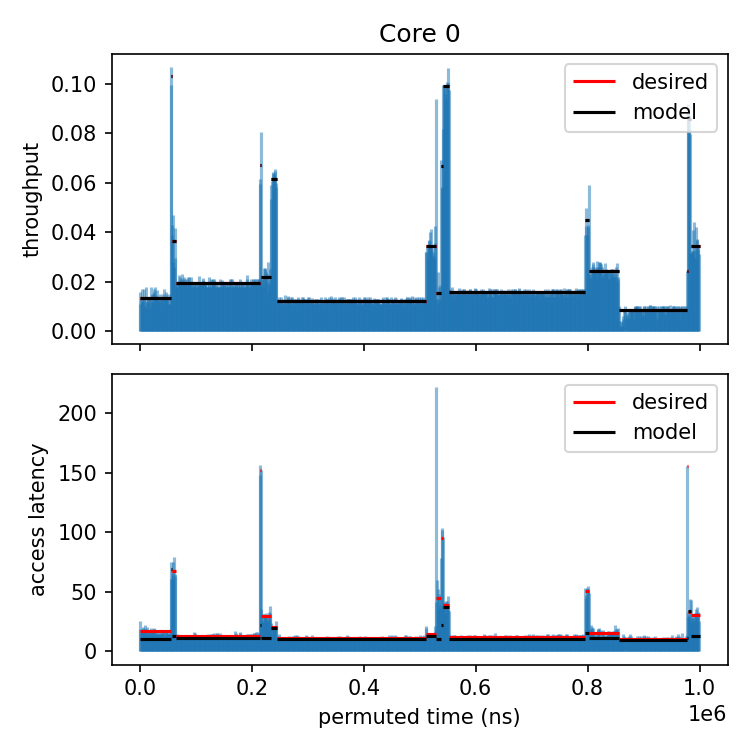 Core 0
throughput
0.10
0.08
0.06
0.04
0.02
0.00
desired
model
access latency
200
150
100
50
0
desired
model
0.0 0.2 0.4 0.6 0.8 1.0
1e6
permuted time (ns)